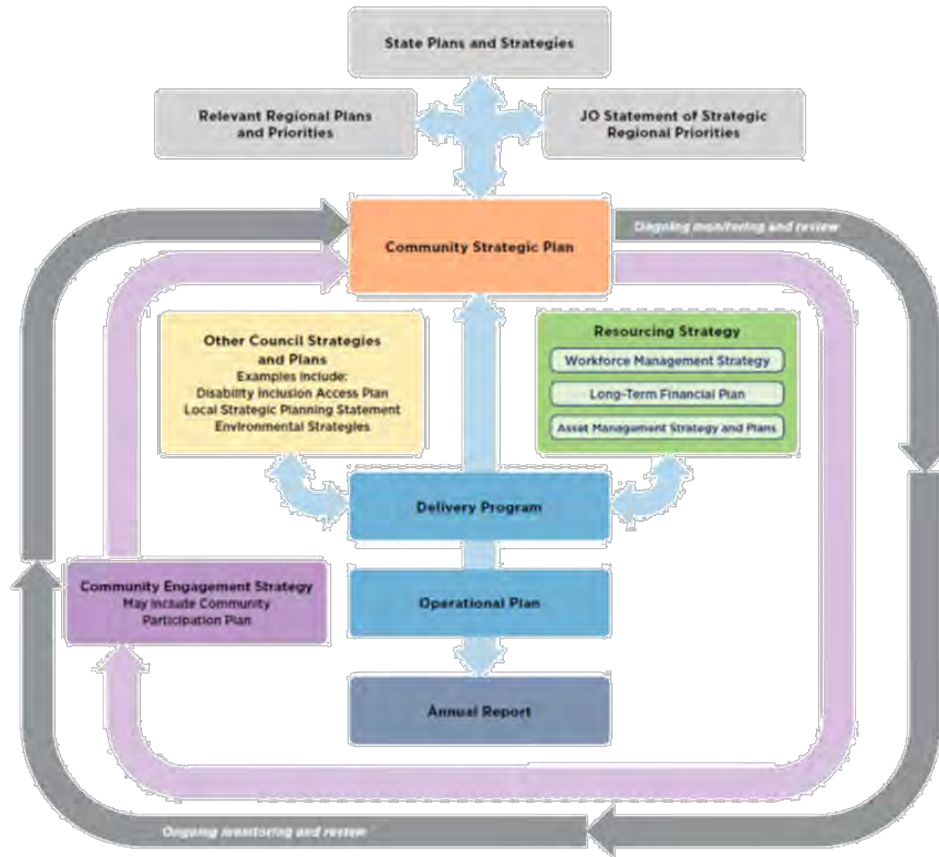 State Plans and Strategies
Relevant Regional Plans
and Priorities
JO Statement of Strategic
Regional Priorities
Community Strategic Plan
Ongoing monitoring and review
Other Council Strategies
and Plans
Examples include:
Disability Inclusion Access Plan
Local Strategic Planning Statement
Environmental Strategies
Resourcing Strategy
Workforce Management Strategy
Long-Term Financial Plan
Asset Management Strategy and Plans
Delivery Program
Community Engagement Strategy
May Include Community
Participation Plan
Operational Plan
Annual Report
Ongoing monitoring and review